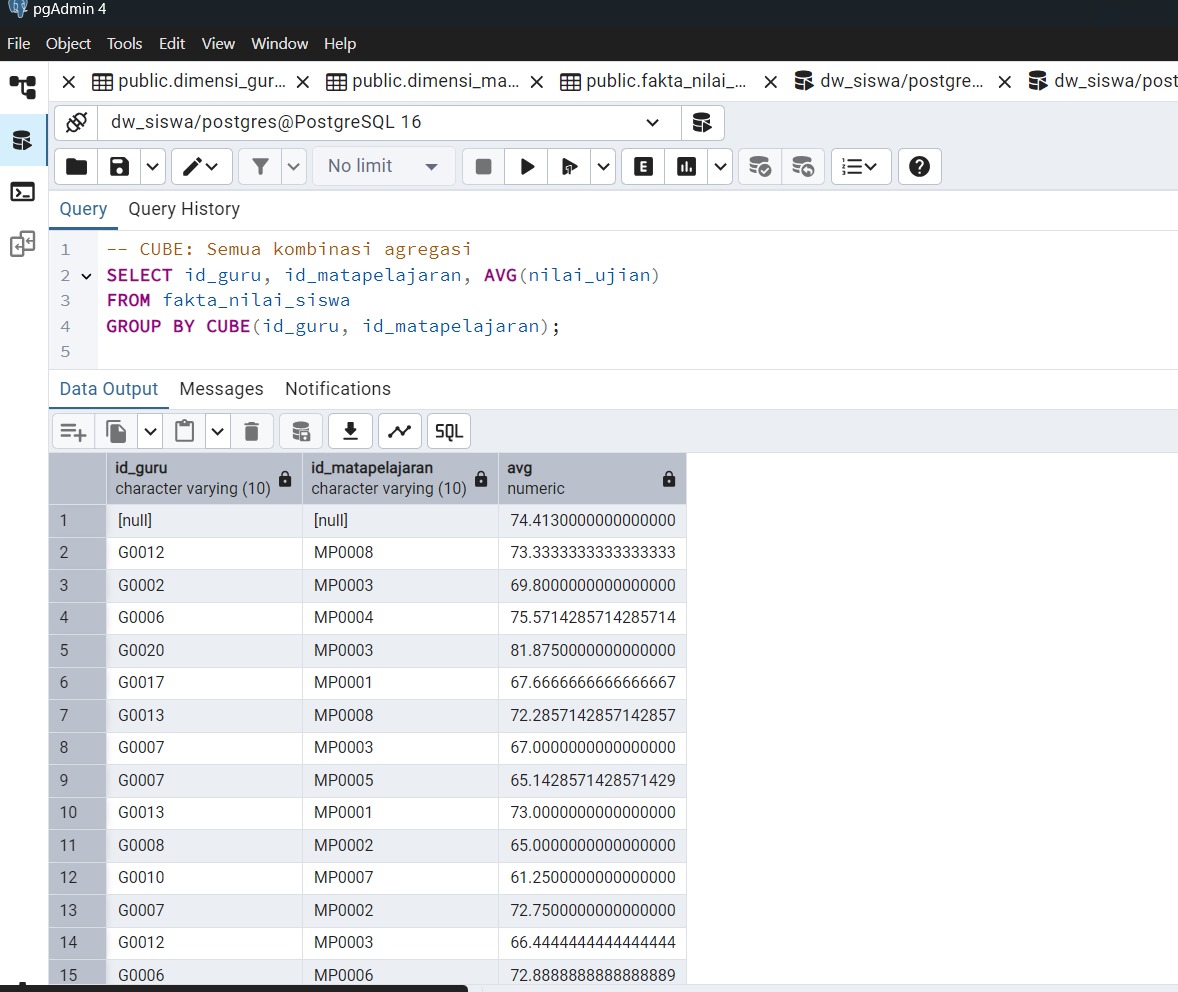 pgAdmin 4
File Object Tools Edit View Window Help
public.dimensi_gur... public.dimensi_ma... public.fakta_nilai_... dw_siswa/postgre... dw_siswa/post
dw_siswa/postgres@PostgreSQL 16
No limit
Query Query History
1 -- CUBE: Semua kombinasi agregasi
2 SELECT id_guru, id_matapelajaran, AVG(nilai_ujian)
3 FROM fakta_nilai_siswa
4 GROUP BY CUBE(id_guru, id_matapelajaran);
5
Data Output Messages Notifications
SQL
id_guru id_matapelajaran avg
character varying (10) character varying (10) numeric
1 [null] [null] 74.4130000000000000
2 G0012 MP0008 73.3333333333333333
3 G0002 MP0003 69.8000000000000000
4 G0006 MP0004 75.5714285714285714
5 G0020 MP0003 81.8750000000000000
6 G0017 MP0001 67.6666666666666667
7 G0013 MP0008 72.2857142857142857
8 G0007 MP0003 67.0000000000000000
9 G0007 MP0005 65.1428571428571429
10 G0013 MP0001 73.0000000000000000
11 G0008 MP0002 65.0000000000000000
12 G0010 MP0007 61.2500000000000000
13 G0007 MP0002 72.7500000000000000
14 G0012 MP0003 66.4444444444444444
15 G0006 MP0006 72.8888888888888889